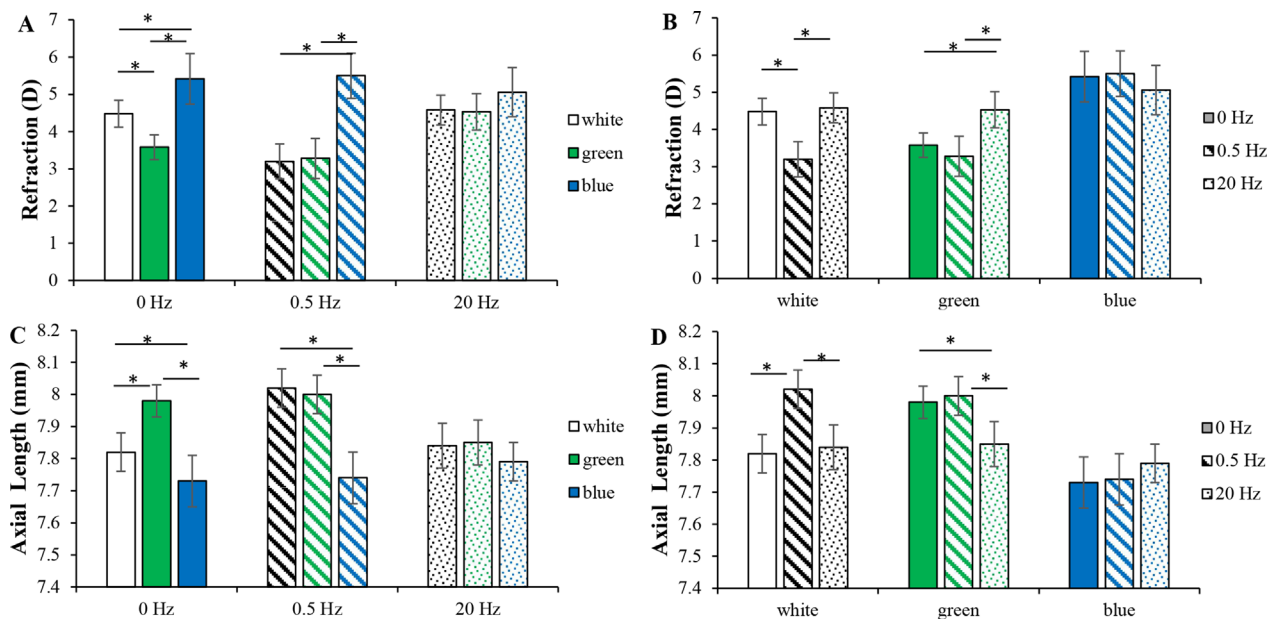 A
Refraction (D)
7
6
5
4
3
2
1
0
*
*
*
*
*
0 Hz
0.5 Hz
20 Hz
white
green
blue
B
Refraction (D)
7
6
5
4
3
2
1
0
*
*
*
*
white
green
blue
0 Hz
0.5 Hz
20 Hz
C
Axial Length (mm)
8.2
8.1
8
7.9
7.8
7.7
7.6
7.5
7.4
*
*
*
*
*
0 Hz
0.5 Hz
20 Hz
white
green
blue
D
Axial Length (mm)
8.2
8.1
8
7.9
7.8
7.7
7.6
7.5
7.4
*
*
*
*
white
green
blue
0 Hz
0.5 Hz
20 Hz